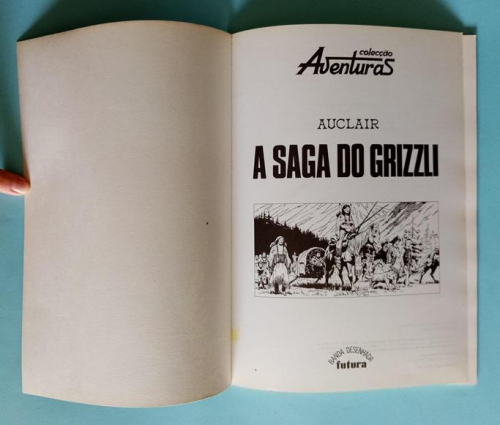 colecção
Aventuras
AUCLAIR
A SAGA DO GRIZZLI
BANDA DESENHADA
futura